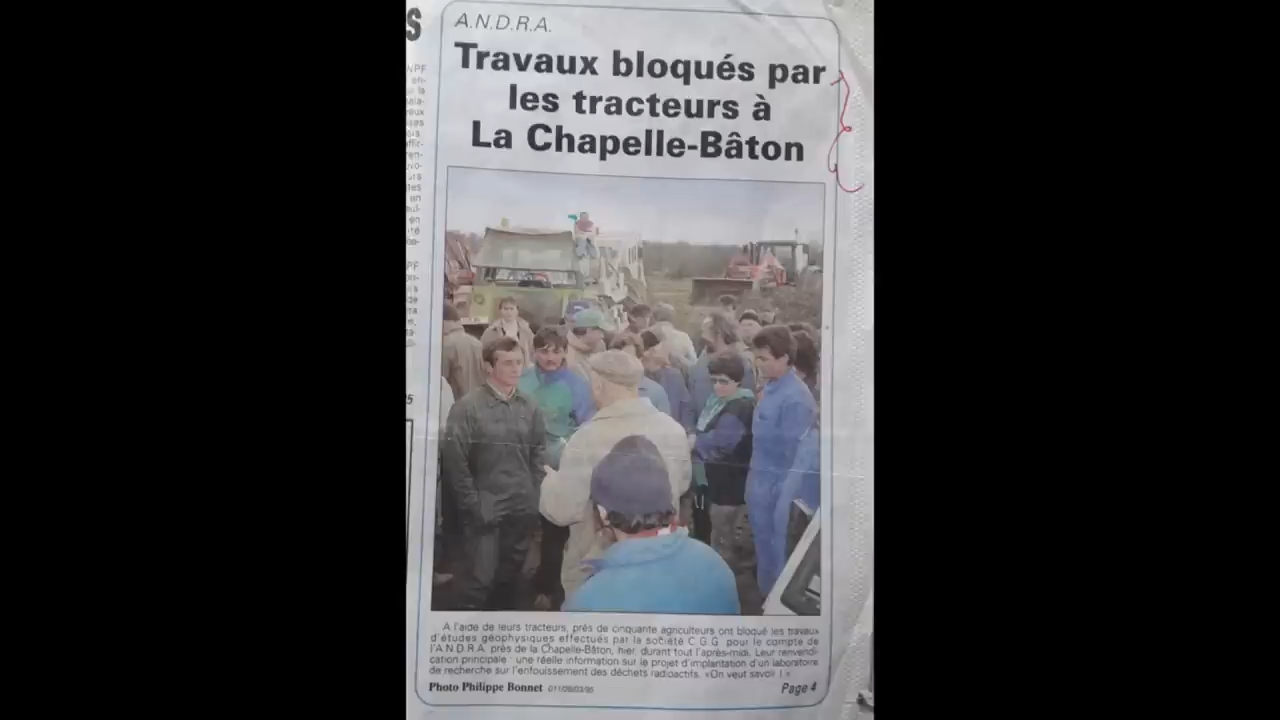 S
A.N.D.R.A.
Travaux bloqués par
les tracteurs à
La Chapelle-Bâton
A l'aide de leurs tracteurs, près de cinquante agriculteurs ont bloqué les travaux
d'études géophysiques effectués par la société C.G.G. pour le compte de
l'A.N.D.R.A. près de la Chapelle-Bâton, hier, durant tout l'après-midi. Leur revendi-
cation principale : une réelle information sur le projet d'implantation d'un laboratoire
de recherche sur l'enfouissement des déchets radioactifs. «On veut savoir ! »
Photo Philippe Bonnet
Page 4